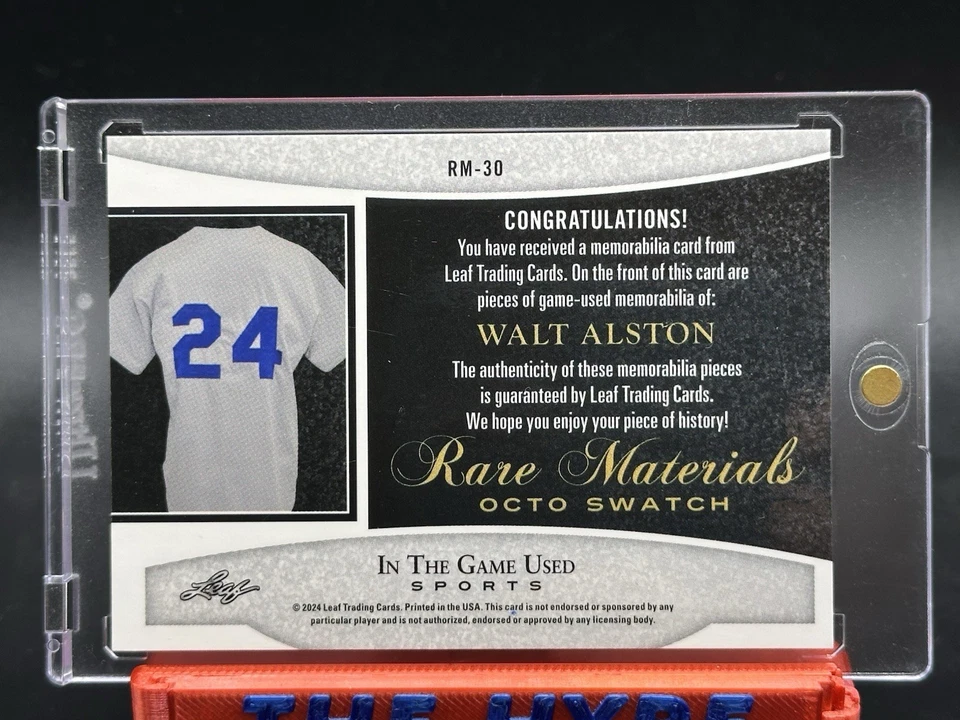 RM-30
CONGRATULATIONS!
You have received a memorabilia card from
Leaf Trading Cards. On the front of this card are
pieces of game-used memorabilia of:
WALT ALSTON
The authenticity of these memorabilia pieces
is guaranteed by Leaf Trading Cards.
We hope you enjoy your piece of history!
Rare Materials
OCTO SWATCH
24
IN THE GAME USED
SPORTS
Leaf
© 2024 Leaf Trading Cards. Printed in the USA. This card is not endorsed or sponsored by any
particular player and is not authorized, endorsed or approved by any licensing body.
THE HYPE